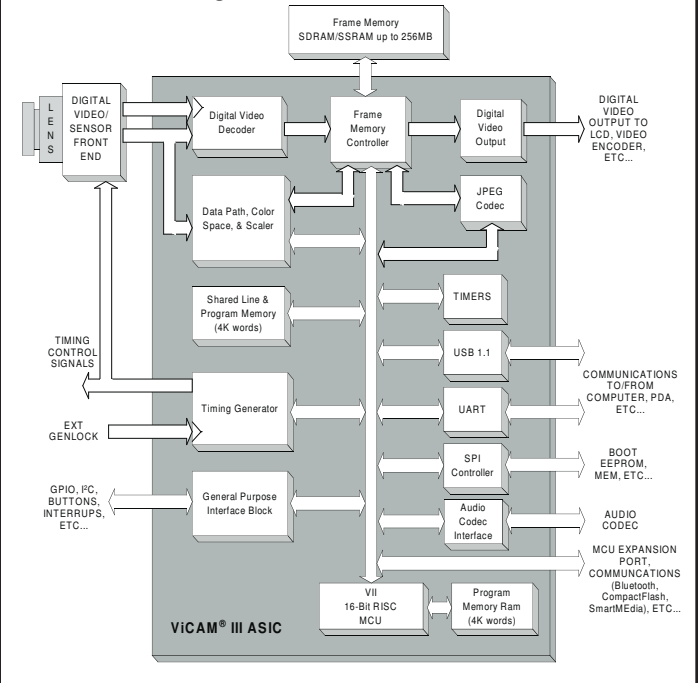 Frame Memory
SDRAM/SSRAM up to 256MB
L
E
N
S
DIGITAL
VIDEO/
SENSOR
FRONT
END
Digital Video
Decoder
Frame
Memory
Controller
Digital
Video
Output
DIGITAL
VIDEO
OUTPUT TO
LCD, VIDEO
ENCODER,
ETC...
Data Path, Color
Space, & Scaler
JPEG
Codec
Shared Line &
Program Memory
(4K words)
TIMERS
TIMING
CONTROL
SIGNALS
USB 1.1
COMMUNICATIONS
TO/FROM
COMPUTER, PDA,
ETC...
Timing Generator
UART
EXT
GENLOCK
SPI
Controller
BOOT
EEPROM,
MEM, ETC...
GPIO, I²C,
BUTTONS,
INTERRUPS,
ETC...
General Purpose
Interface Block
Audio
Codec
Interface
AUDIO
CODEC
MCU EXPANSION
PORT,
COMMUNCATIONS
(Bluetooth,
CompactFlash,
SmartMEdia), ETC...
VII
16-Bit RISC
MCU
Program
Memory Ram
(4K words)
ViCAM® III ASIC